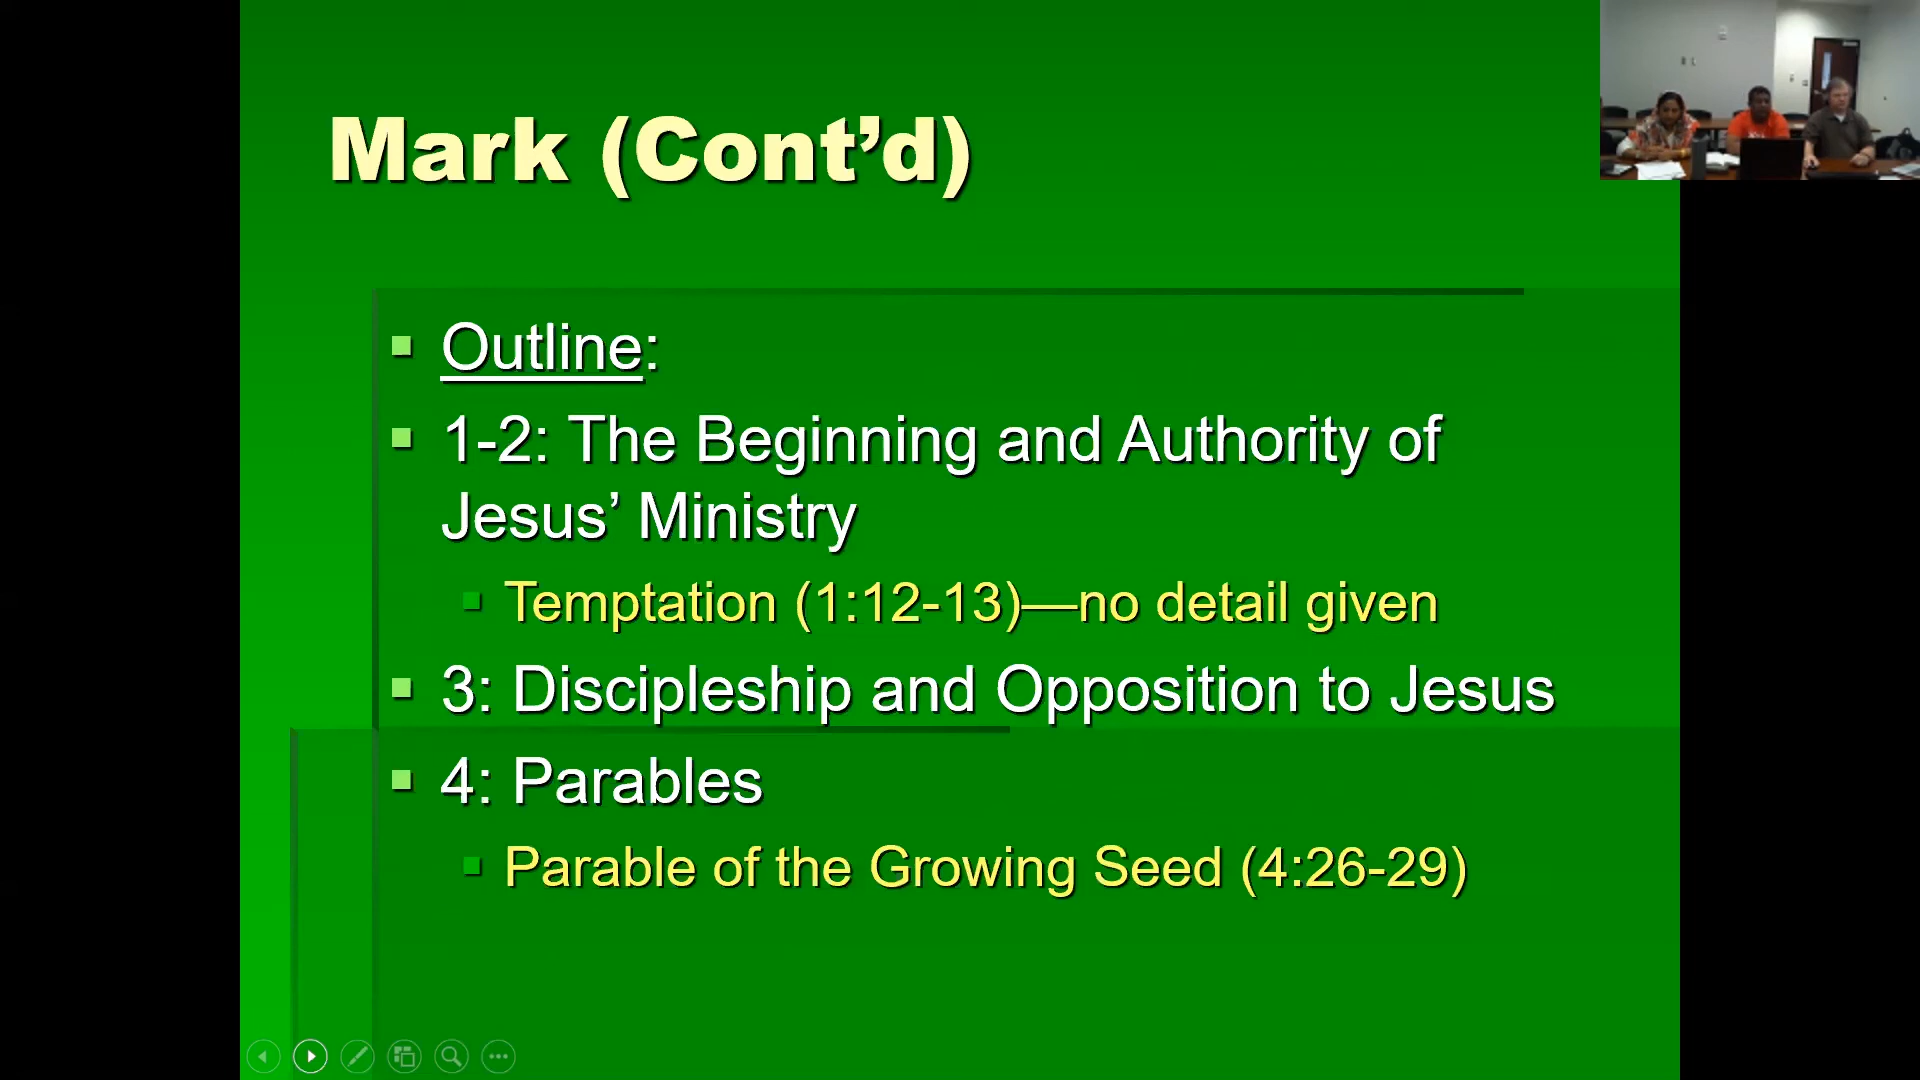 Mark (Cont’d)
Outline:
1-2: The Beginning and Authority of
Jesus’ Ministry
Temptation (1:12-13)—no detail given
3: Discipleship and Opposition to Jesus
4: Parables
Parable of the Growing Seed (4:26-29)